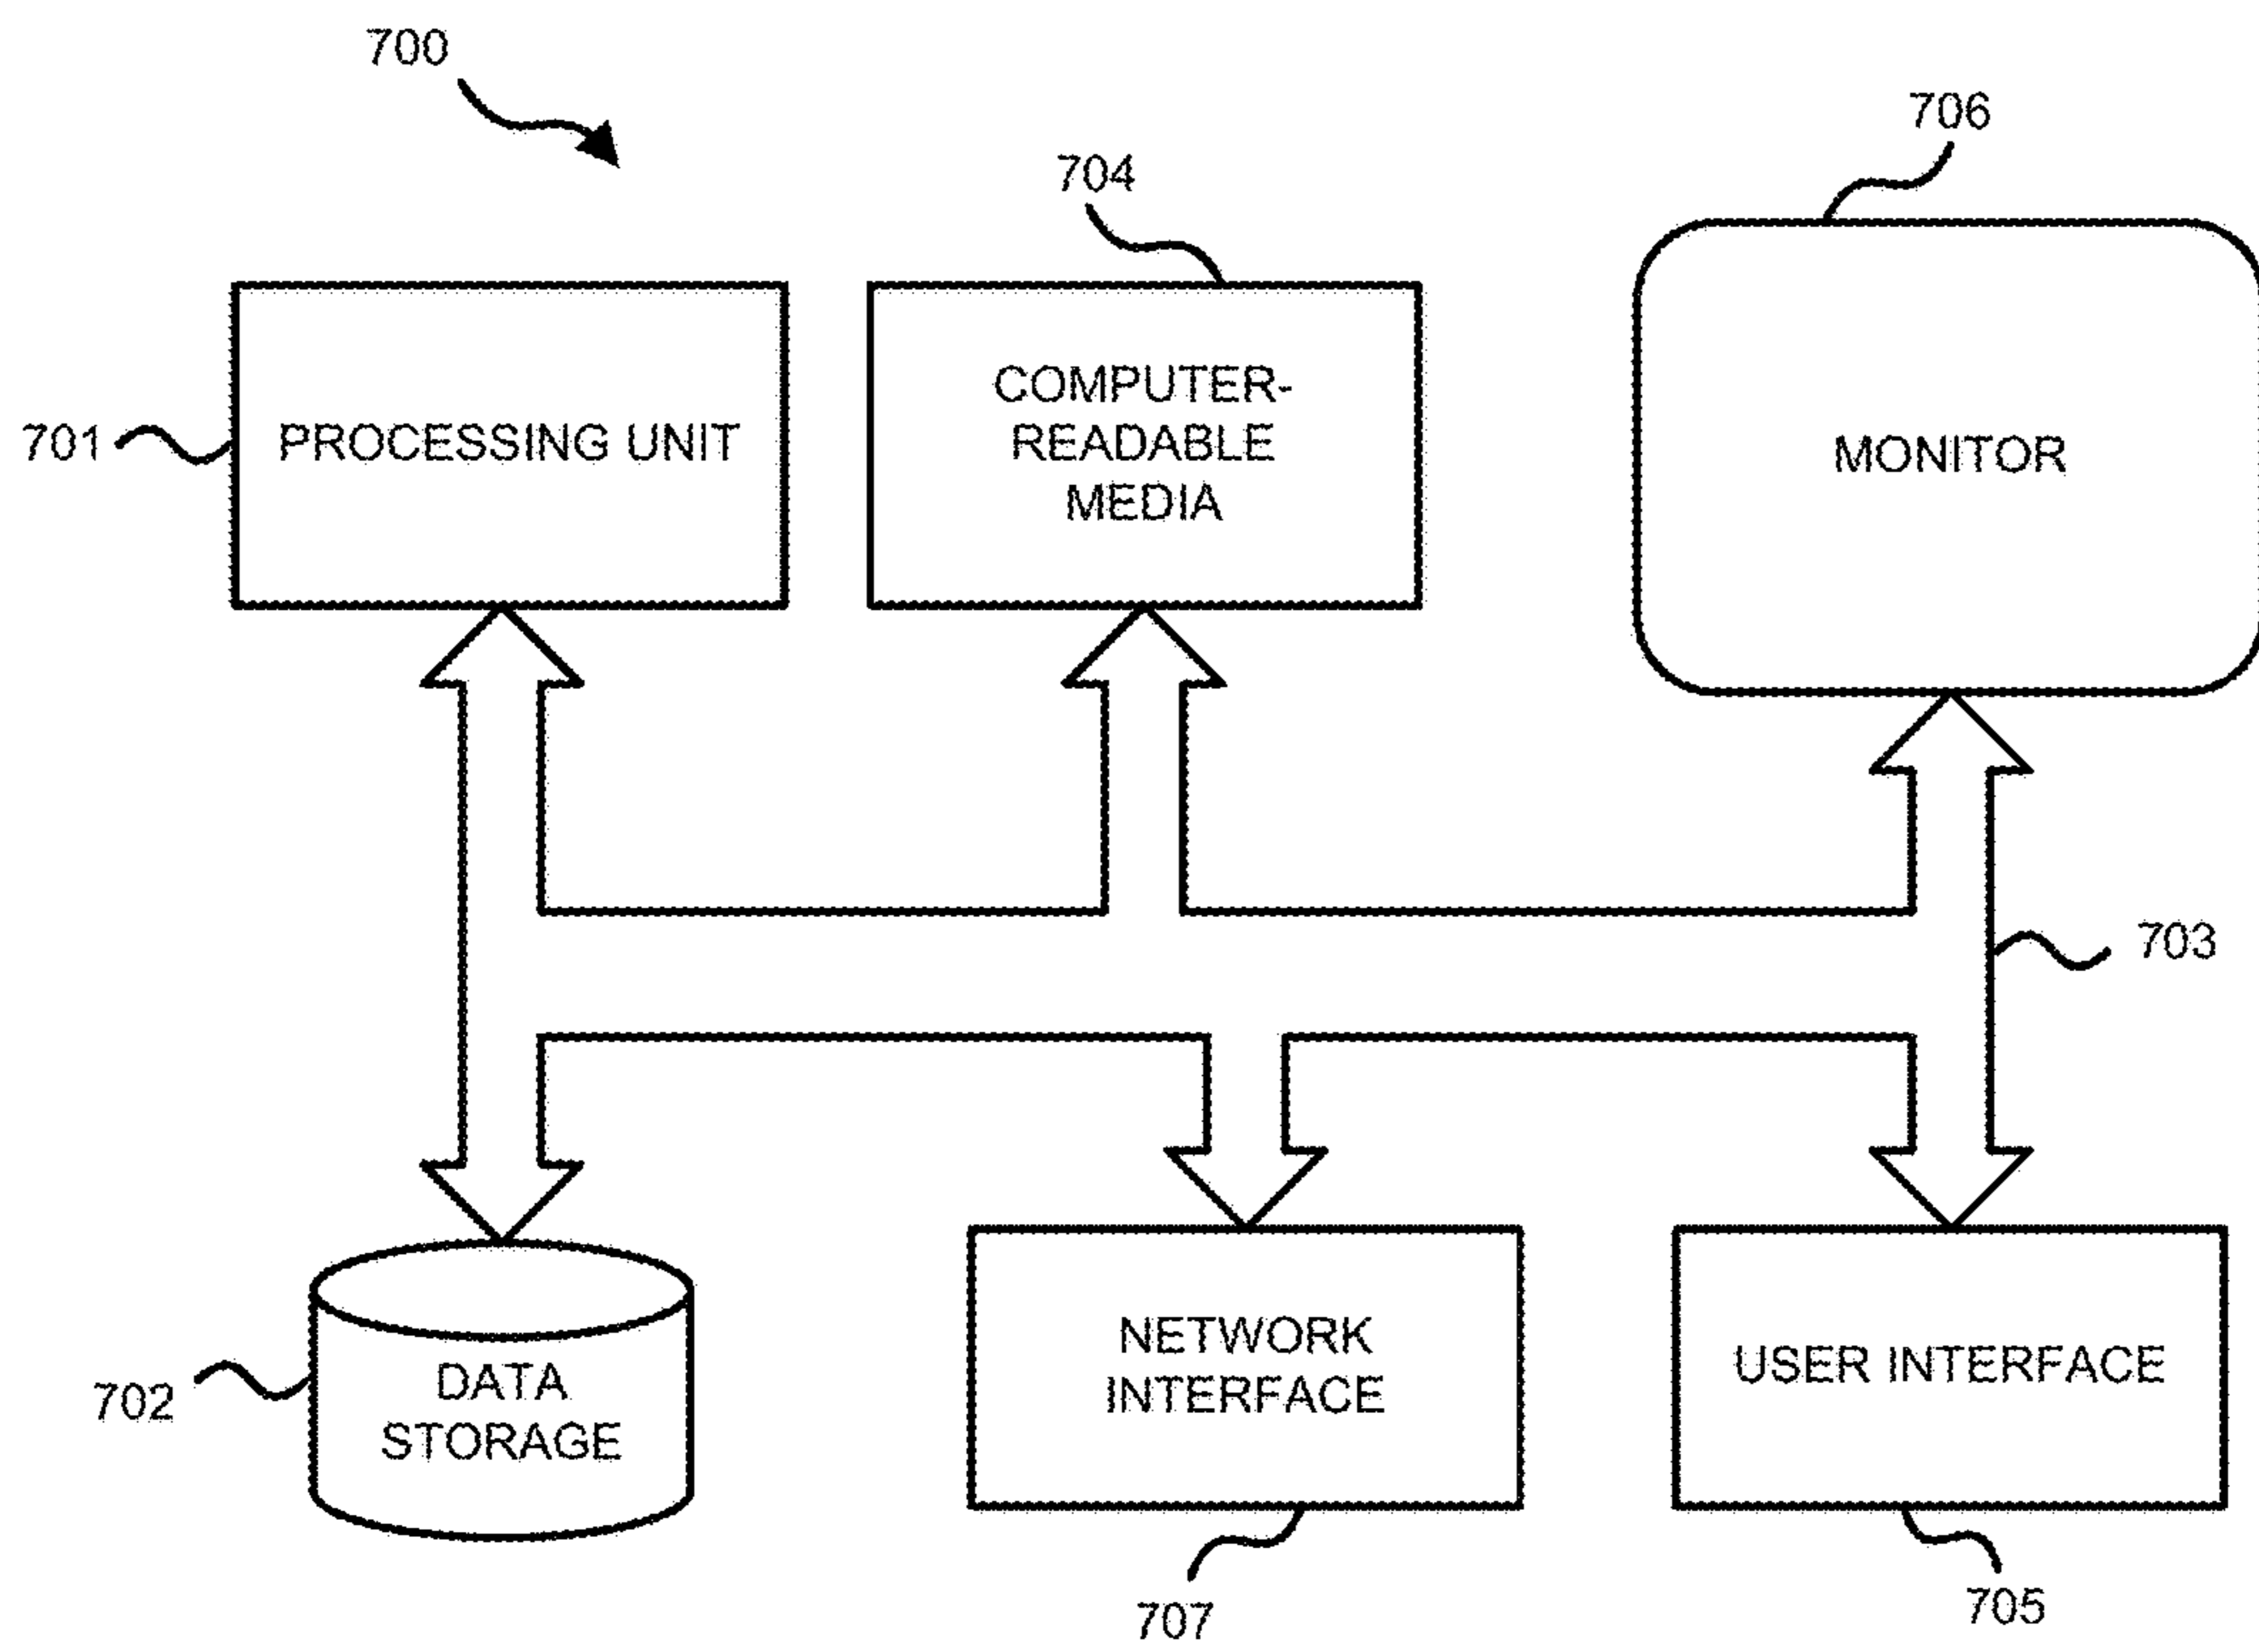 700
706
704
COMPUTER-
READABLE
MEDIA
701
PROCESSING UNIT
MONITOR
703
702
DATA
STORAGE
NETWORK
INTERFACE
USER INTERFACE
707
705